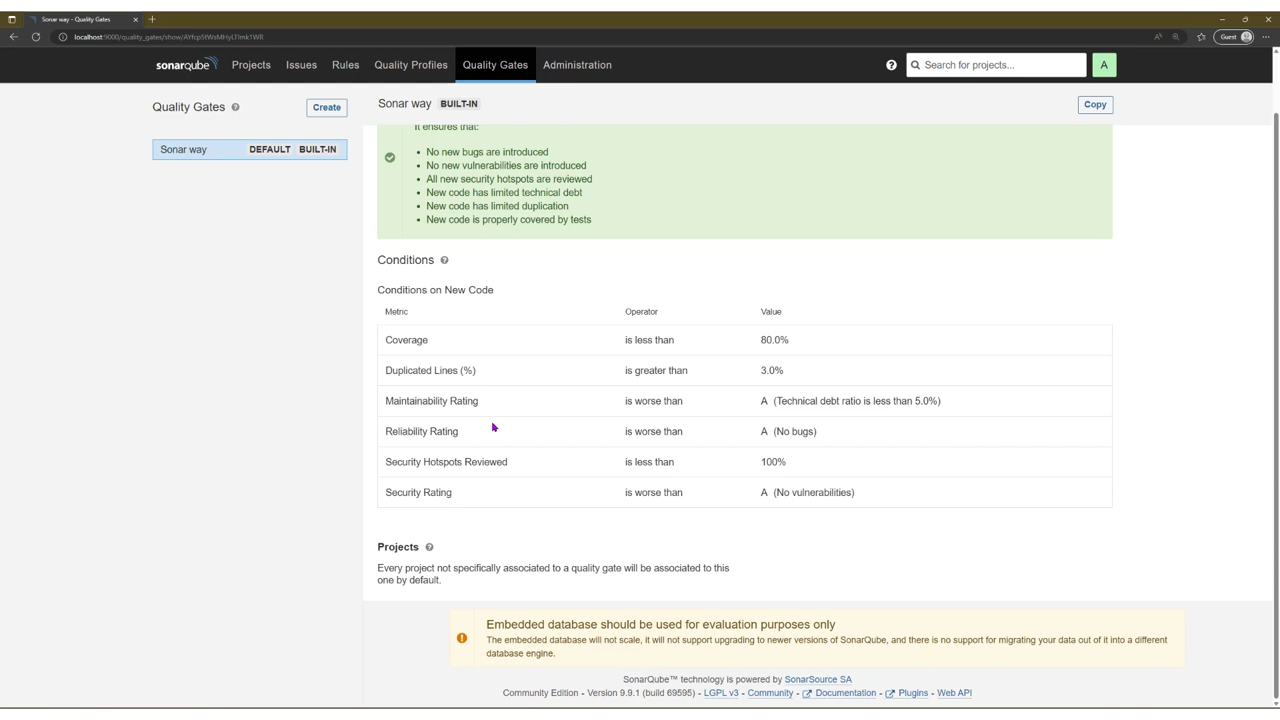 Sonar way - Quality Gates
localhost:9000/quality_gates/show/AYfcp5tWsMHyLTlmk1WR
Guest
sonarqube Projects Issues Rules Quality Profiles Quality Gates Administration Search for projects... A
Quality Gates Create
Sonar way DEFAULT BUILT-IN
Sonar way BUILT-IN Copy
It ensures that:
• No new bugs are introduced
• No new vulnerabilities are introduced
• All new security hotspots are reviewed
• New code has limited technical debt
• New code has limited duplication
• New code is properly covered by tests
Conditions
Conditions on New Code
Metric Operator Value
Coverage is less than 80.0%
Duplicated Lines (%) is greater than 3.0%
Maintainability Rating is worse than A (Technical debt ratio is less than 5.0%)
Reliability Rating is worse than A (No bugs)
Security Hotspots Reviewed is less than 100%
Security Rating is worse than A (No vulnerabilities)
Projects
Every project not specifically associated to a quality gate will be associated to this
one by default.
Embedded database should be used for evaluation purposes only
The embedded database will not scale, it will not support upgrading to newer versions of SonarQube, and there is no support for migrating your data out of it into a different
database engine.
SonarQube™ technology is powered by SonarSource SA
Community Edition - Version 9.9.1 (build 69595) - LGPL v3 - Community - Documentation - Plugins - Web API